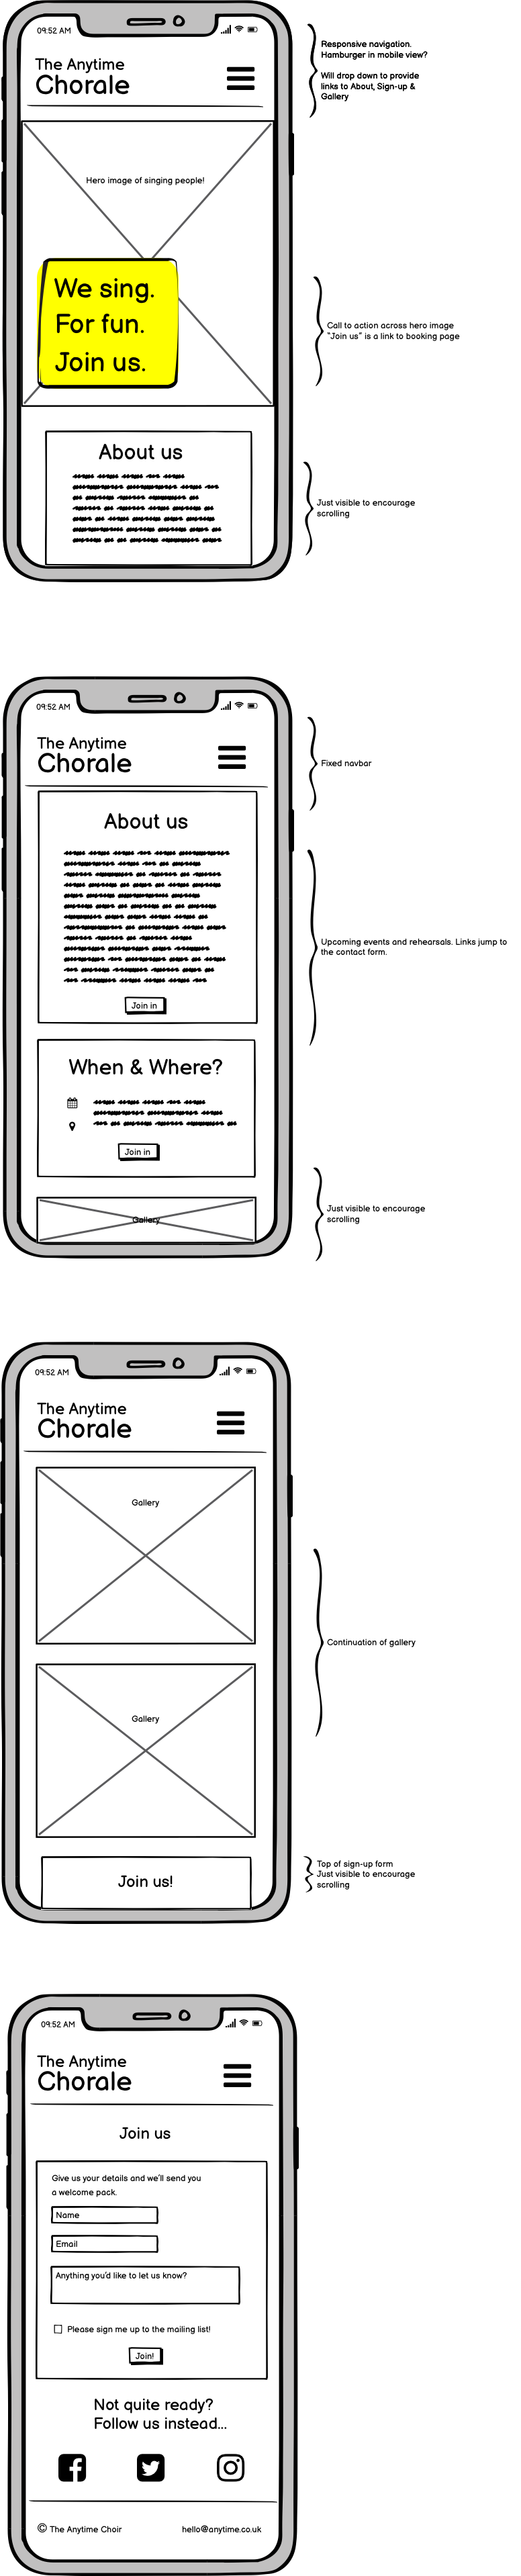 09:52 AM
The Anytime
Chorale
Responsive navigation.
Hamburger in mobile view?
Will drop down to provide
links to About, Sign-up &
Gallery
Hero image of singing people!
We sing.
For fun.
Join us.
Call to action across hero image
"Join us" is a link to booking page
About us
Just visible to encourage
scrolling
09:52 AM
The Anytime
Chorale
Fixed navbar
About us
Upcoming events and rehearsals. Links jump to
the contact form.
Join in
When & Where?
Join in
Gallery
Just visible to encourage
scrolling
09:52 AM
The Anytime
Chorale
Gallery
Continuation of gallery
Gallery
Join us!
Top of sign-up form
Just visible to encourage
scrolling
09:52 AM
The Anytime
Chorale
Join us
Give us your details and we'll send you
a welcome pack.
Name
Email
Anything you'd like to let us know?
Please sign me up to the mailing list!
Join!
Not quite ready?
Follow us instead...
© The Anytime Choir
hello@anytime.co.uk